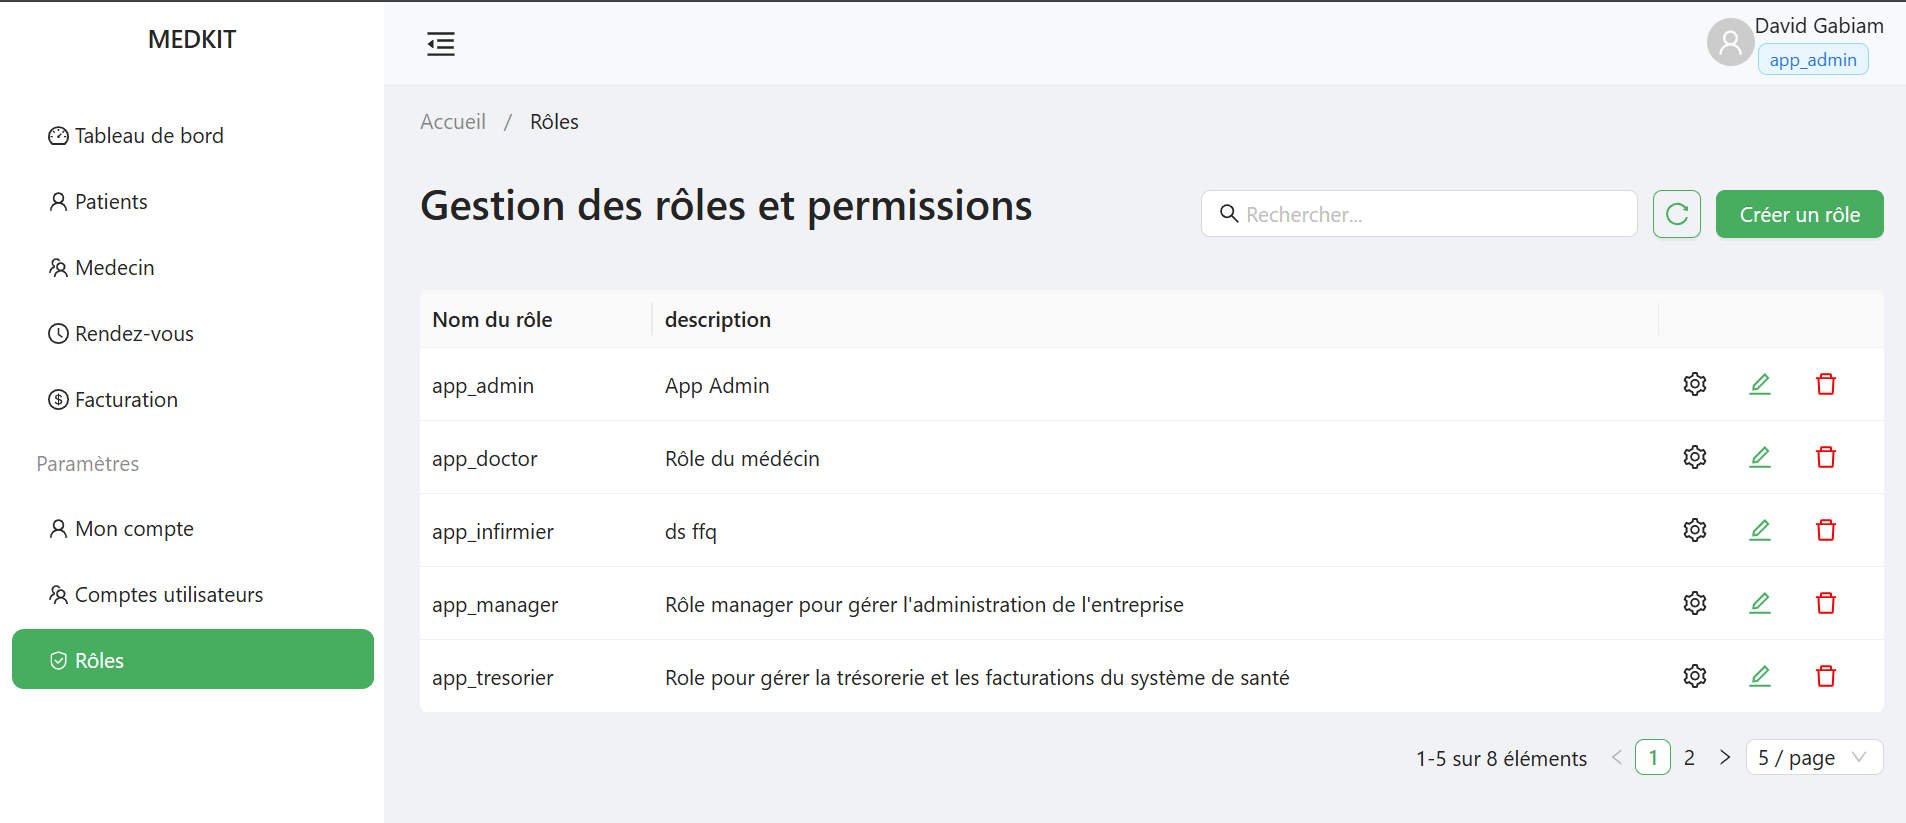 MEDKIT
Tableau de bord
Patients
Medecin
Rendez-vous
Facturation
Paramètres
Mon compte
Comptes utilisateurs
Rôles
David Gabiam
app_admin
Accueil / Rôles
Gestion des rôles et permissions
Rechercher...
Créer un rôle
Nom du rôle description
app_admin App Admin
app_doctor Rôle du médécin
app_infirmier ds ffq
app_manager Rôle manager pour gérer l'administration de l'entreprise
app_tresorier Role pour gérer la trésorerie et les facturations du système de santé
1-5 sur 8 éléments < 1 2 > 5 / page